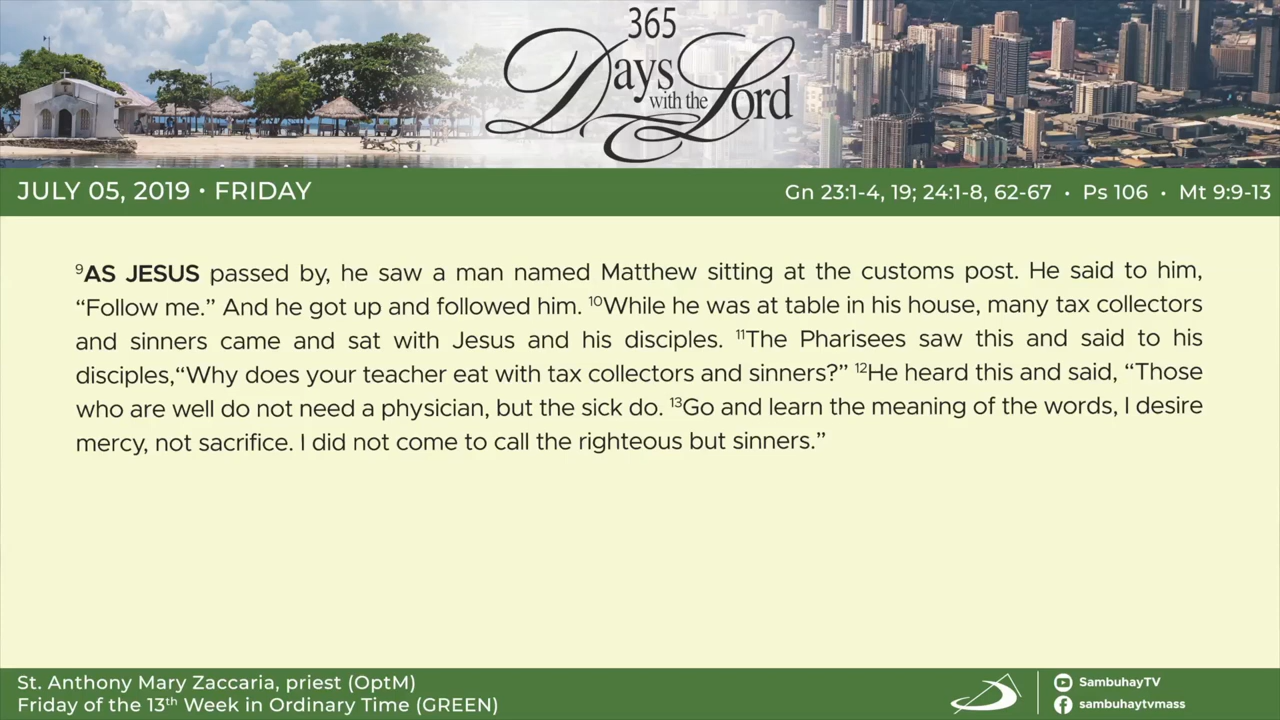 365
Days
with the
Lord
JULY 05, 2019 • FRIDAY
Gn 23:1-4, 19; 24:1-8, 62-67 • Ps 106 • Mt 9:9-13
⁹AS JESUS passed by, he saw a man named Matthew sitting at the customs post. He said to him,
“Follow me.” And he got up and followed him. ¹⁰While he was at table in his house, many tax collectors
and sinners came and sat with Jesus and his disciples. ¹¹The Pharisees saw this and said to his
disciples,“Why does your teacher eat with tax collectors and sinners?” ¹²He heard this and said, “Those
who are well do not need a physician, but the sick do. ¹³Go and learn the meaning of the words, I desire
mercy, not sacrifice. I did not come to call the righteous but sinners.”
St. Anthony Mary Zaccaria, priest (OptM)
Friday of the 13ᵗʰ Week in Ordinary Time (GREEN)
SambuhayTV
sambuhaytvmass